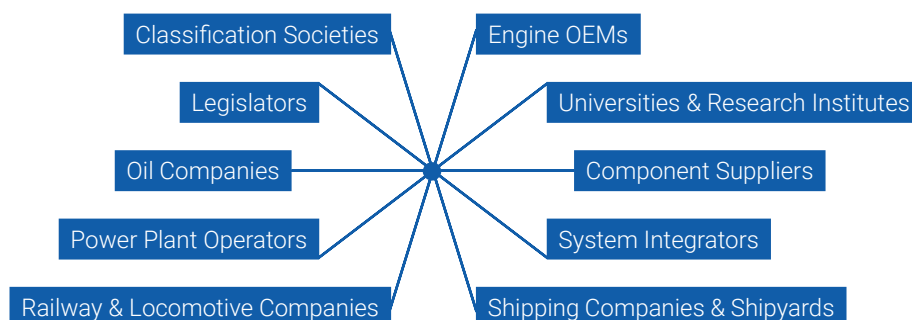 Classification Societies
Engine OEMs
Legislators
Universities & Research Institutes
Oil Companies
Component Suppliers
Power Plant Operators
System Integrators
Railway & Locomotive Companies
Shipping Companies & Shipyards